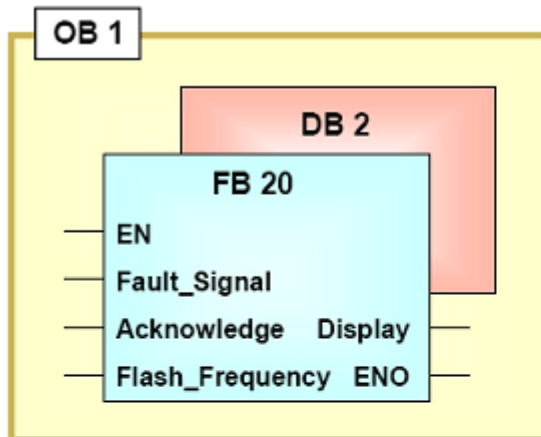 OB 1
DB 2
FB 20
EN
Fault_Signal
Acknowledge Display
Flash_Frequency ENO